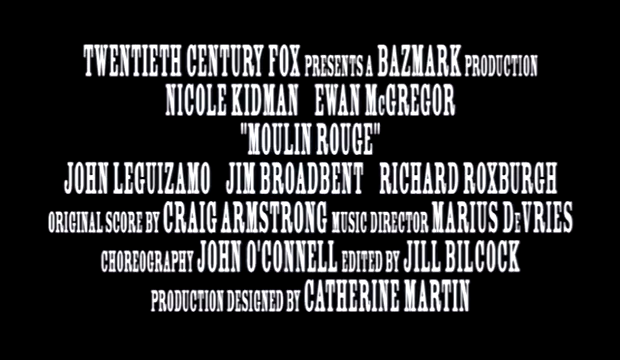 TWENTIETH CENTURY FOX PRESENTS A BAZMARK PRODUCTION
NICOLE KIDMAN EWAN McGREGOR
"MOULIN ROUGE"
JOHN LEGUIZAMO JIM BROADBENT RICHARD ROXBURGH
ORIGINAL SCORE BY CRAIG ARMSTRONG MUSIC DIRECTOR MARIUS DeVRIES
CHOREOGRAPHY JOHN O'CONNELL EDITED BY JILL BILCOCK
PRODUCTION DESIGNED BY CATHERINE MARTIN